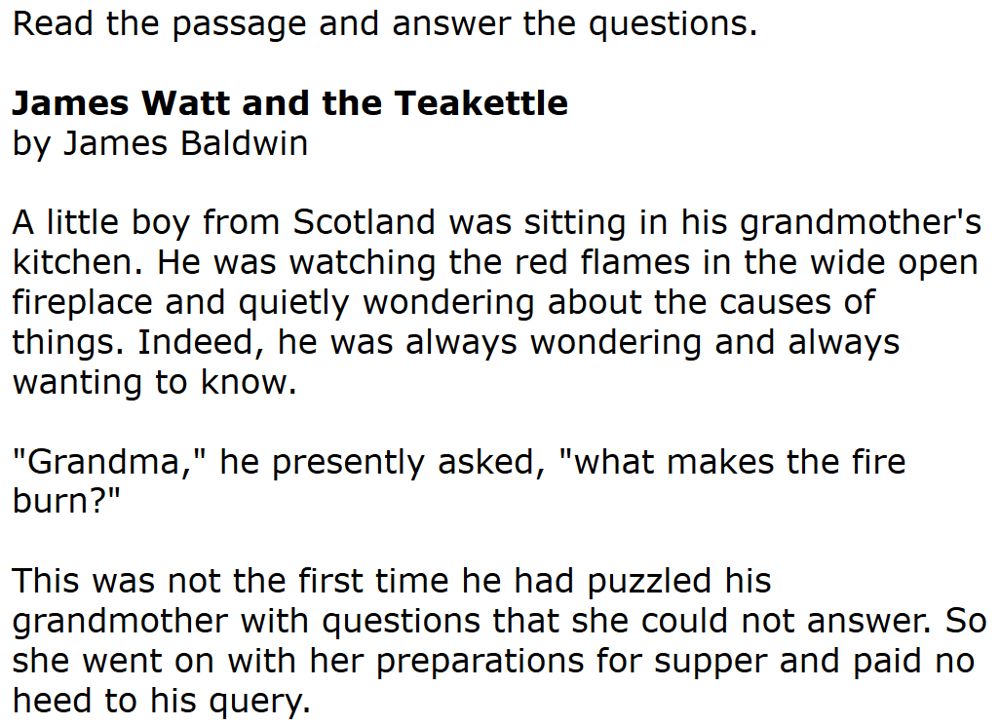 Read the passage and answer the questions.
James Watt and the Teakettle
by James Baldwin
A little boy from Scotland was sitting in his grandmother's
kitchen. He was watching the red flames in the wide open
fireplace and quietly wondering about the causes of
things. Indeed, he was always wondering and always
wanting to know.
"Grandma," he presently asked, "what makes the fire
burn?"
This was not the first time he had puzzled his
grandmother with questions that she could not answer. So
she went on with her preparations for supper and paid no
heed to his query.